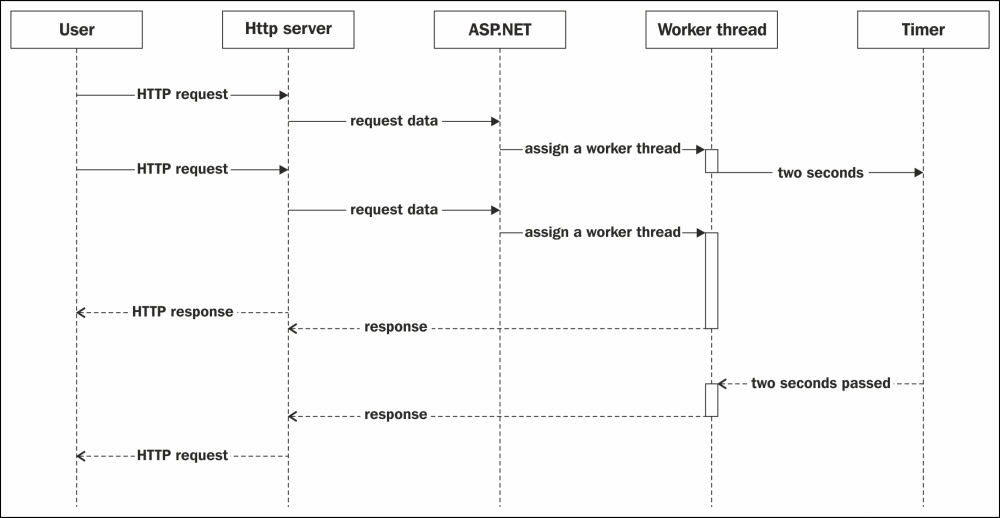 User
Http server
ASP.NET
Worker thread
Timer
HTTP request
request data
assign a worker thread
HTTP request
two seconds
request data
assign a worker thread
HTTP response
response
two seconds passed
response
HTTP request